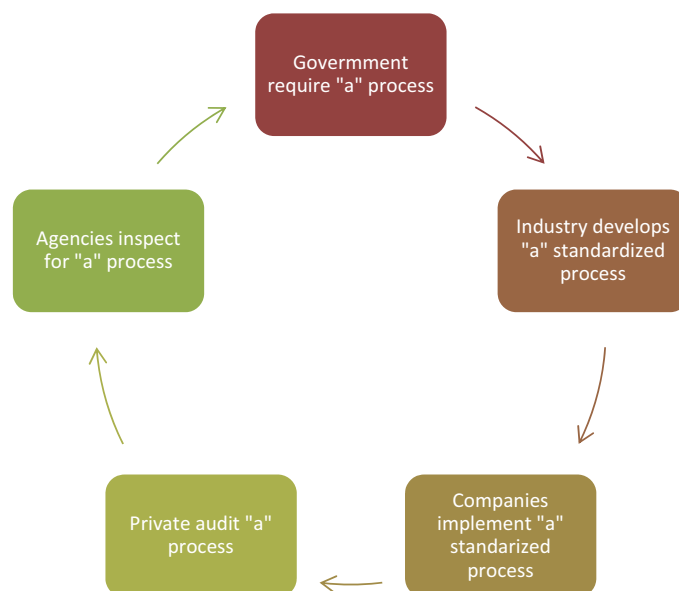 Govermment
require "a" process
Industry develops
"a" standardized
process
Companies
implement "a"
standarized
process
Private audit "a"
process
Agencies inspect
for "a" process